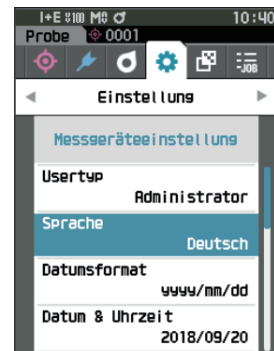 I+E 100 M0 10:40
Probe 0001
-JOB
Einstellung
Messgeräteeinstellung
Usertyp
Administrator
Sprache
Deutsch
Datumsformat
yyyy/mm/dd
Datum & Uhrzeit
2018/09/20